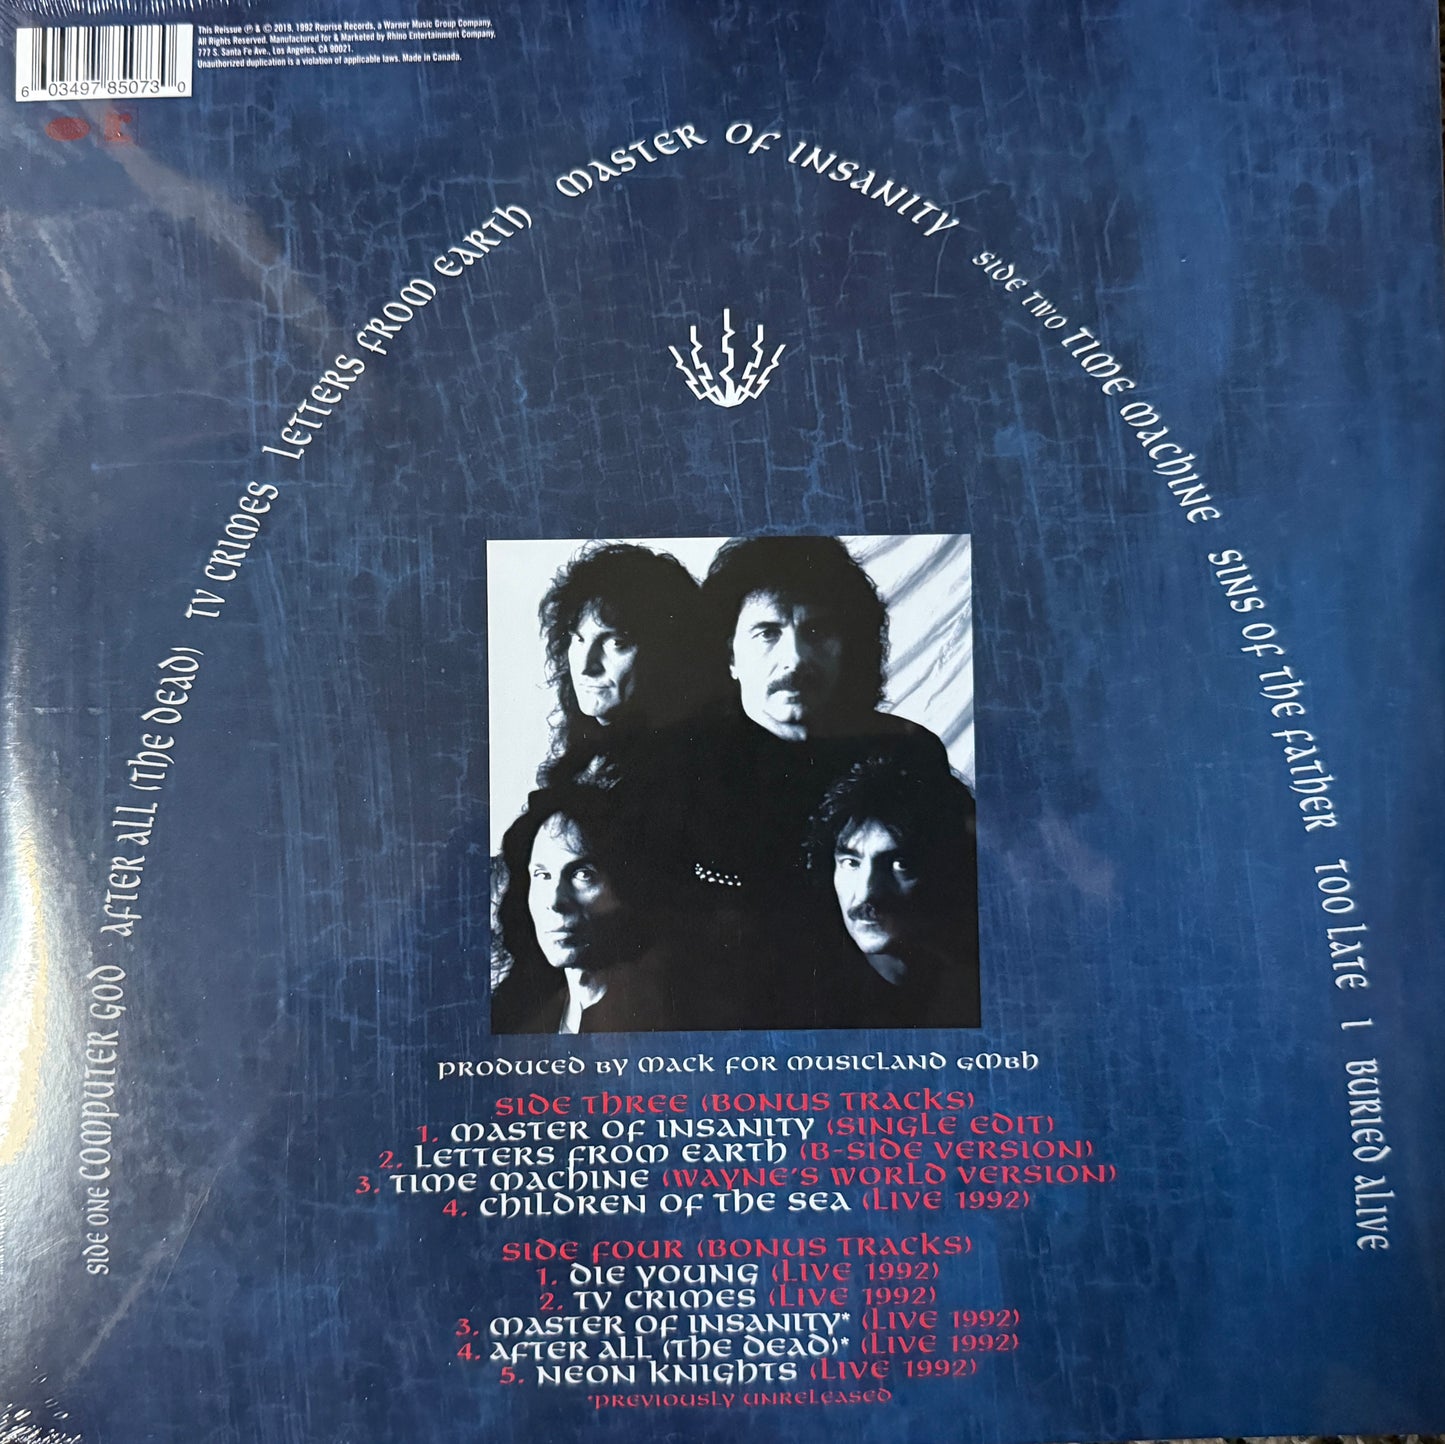 This Reissue ℗ & © 2018, 1992 Reprise Records, a Warner Music Group Company.
All Rights Reserved. Manufactured for & Marketed by Rhino Entertainment Company,
777 S. Santa Fe Ave., Los Angeles, CA 90021.
Unauthorized duplication is a violation of applicable laws. Made in Canada.
6 03497 85073 0
SIDE ONE COMPUTER GOD AFTER ALL (THE DEAD) TV CRIMES LETTERS FROM EARTH MASTER OF INSANITY SIDE TWO TIME MACHINE SINS OF THE FATHER TOO LATE I BURIED ALIVE
PRODUCED BY MACK FOR MUSICLAND GMBH
SIDE THREE (BONUS TRACKS)
1. MASTER OF INSANITY (SINGLE EDIT)
2. LETTERS FROM EARTH (B-SIDE VERSION)
3. TIME MACHINE (WAYNE'S WORLD VERSION)
4. CHILDREN OF THE SEA (LIVE 1992)
SIDE FOUR (BONUS TRACKS)
1. DIE YOUNG (LIVE 1992)
2. TV CRIMES (LIVE 1992)
3. MASTER OF INSANITY* (LIVE 1992)
4. AFTER ALL (THE DEAD)* (LIVE 1992)
5. NEON KNIGHTS (LIVE 1992)
*PREVIOUSLY UNRELEASED